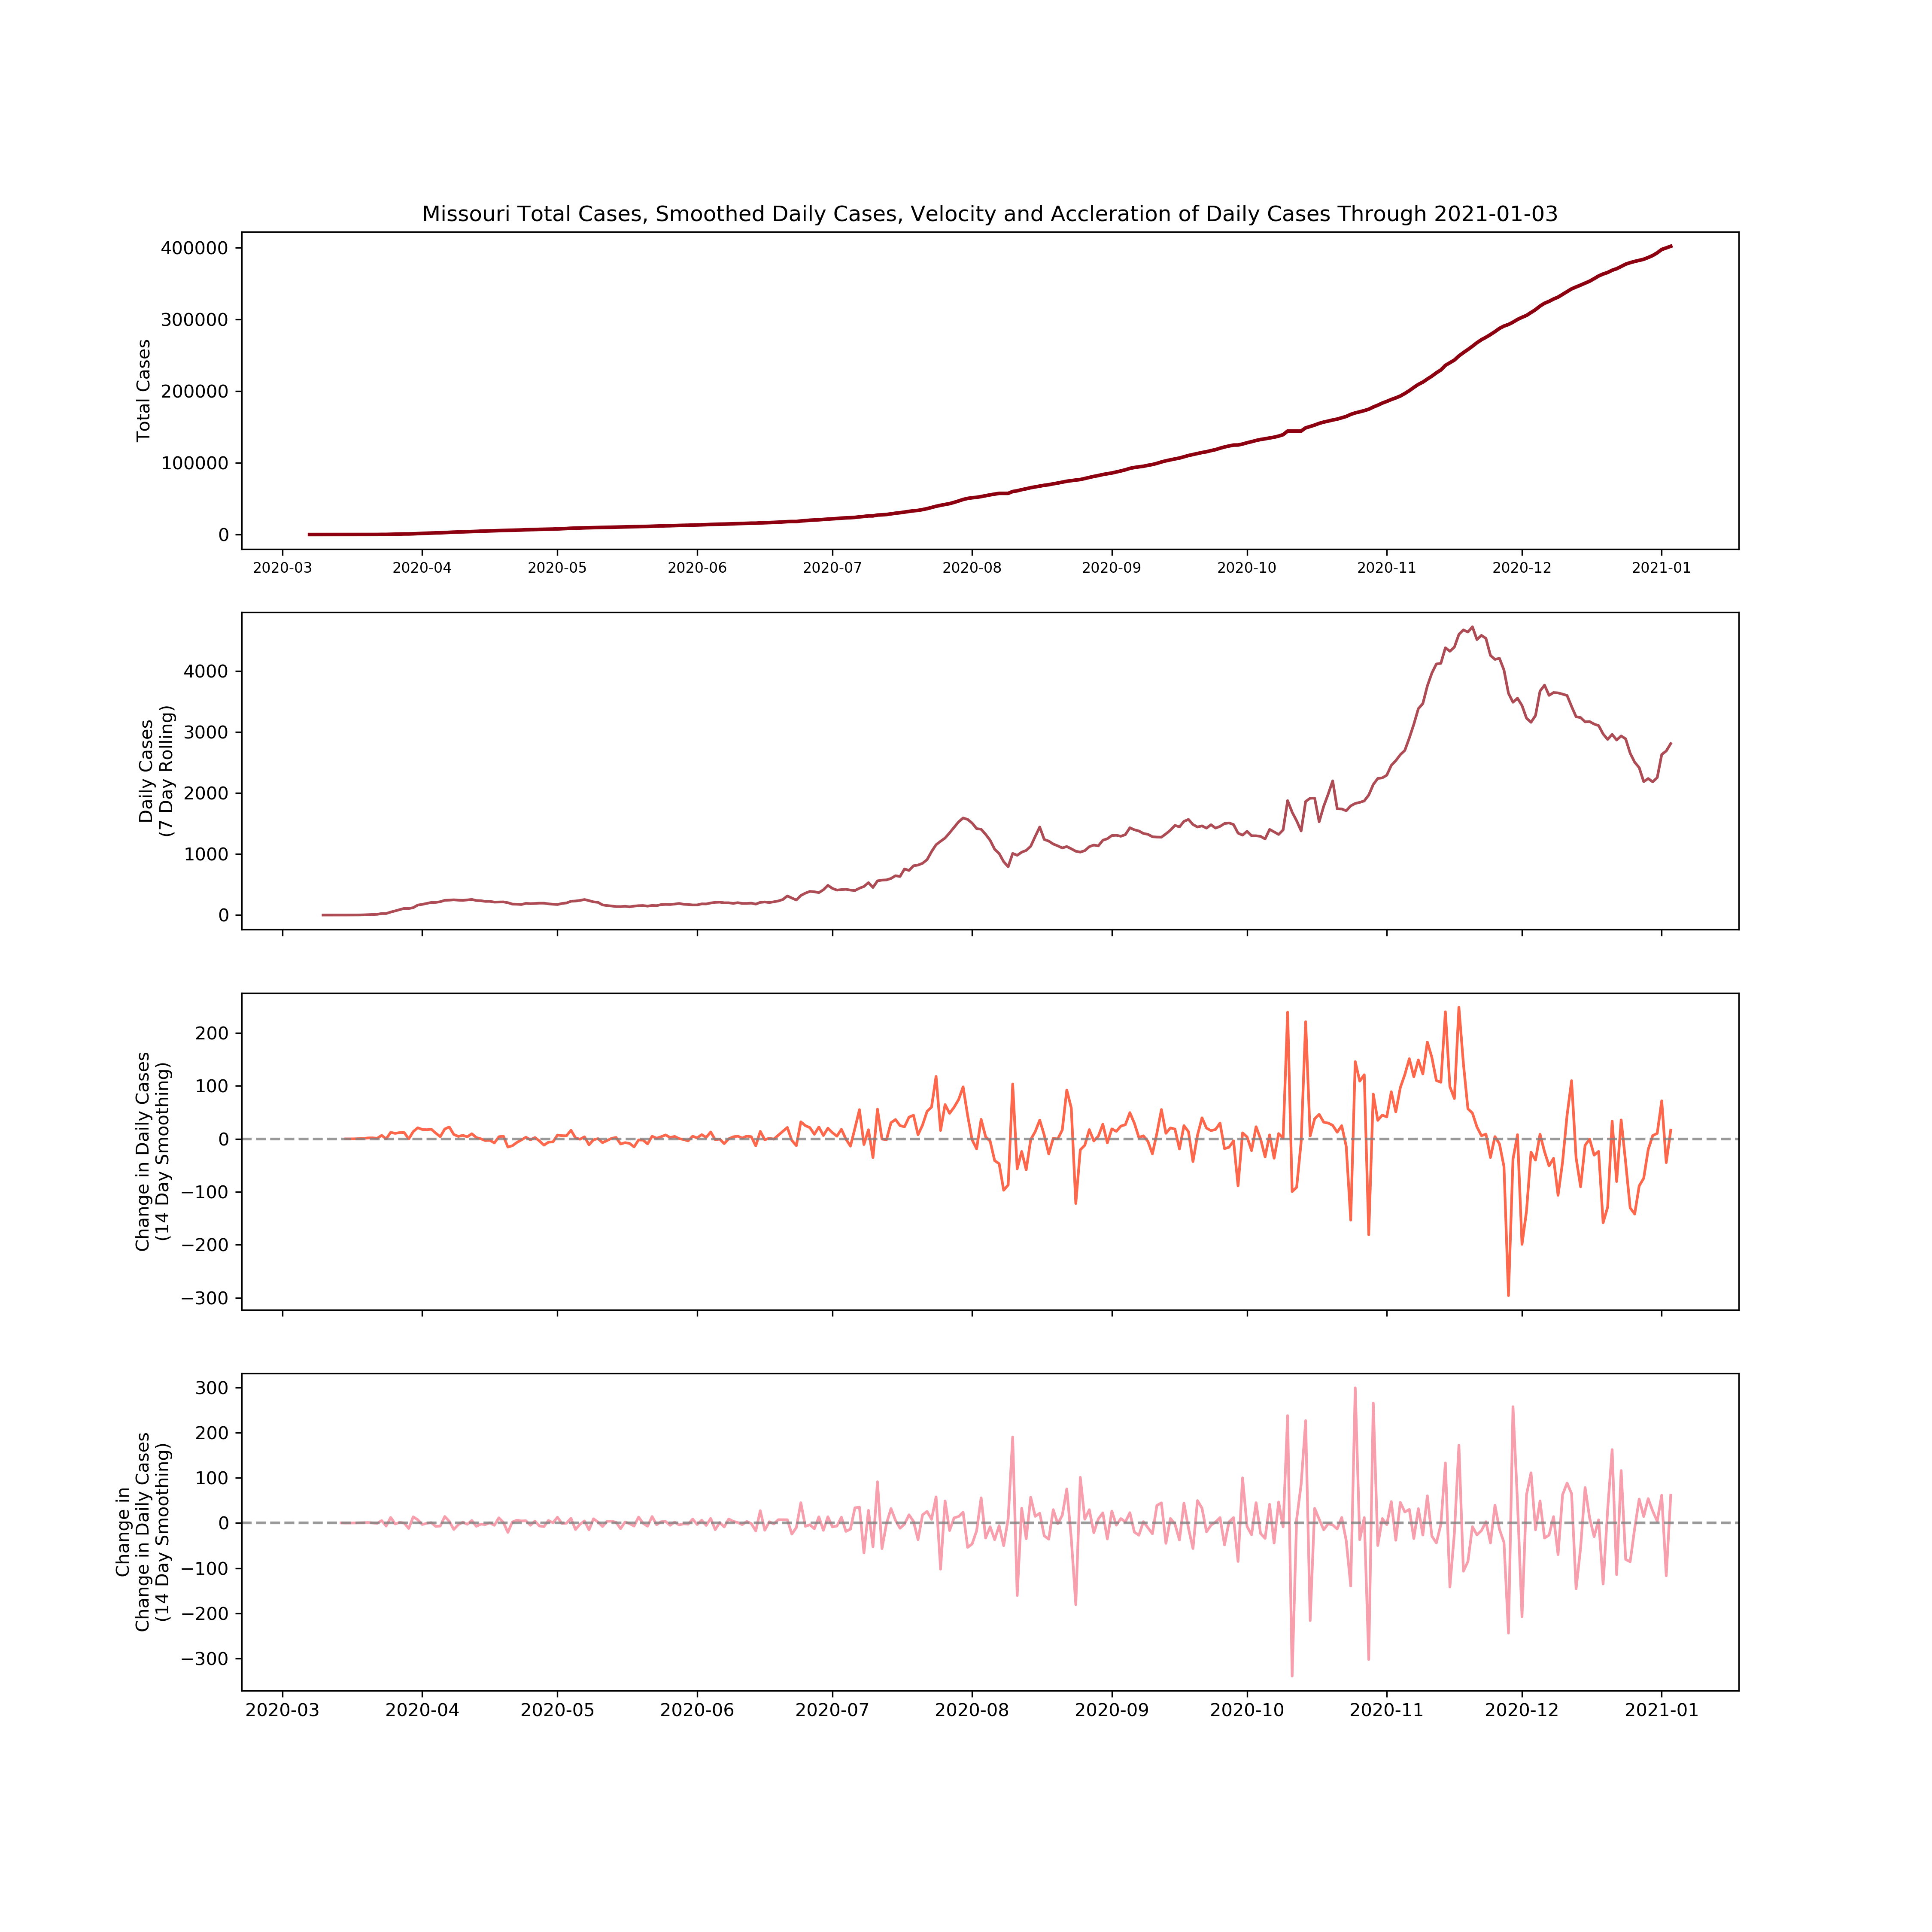 Missouri Total Cases, Smoothed Daily Cases, Velocity and Accleration of Daily Cases Through 2021-01-03
Total Cases
400000
300000
200000
100000
0
2020-03 2020-04 2020-05 2020-06 2020-07 2020-08 2020-09 2020-10 2020-11 2020-12 2021-01
Daily Cases
(7 Day Rolling)
4000
3000
2000
1000
0
Change in Daily Cases
(14 Day Smoothing)
200
100
0
−100
−200
−300
Change in
Change in Daily Cases
(14 Day Smoothing)
300
200
100
0
−100
−200
−300
2020-03 2020-04 2020-05 2020-06 2020-07 2020-08 2020-09 2020-10 2020-11 2020-12 2021-01